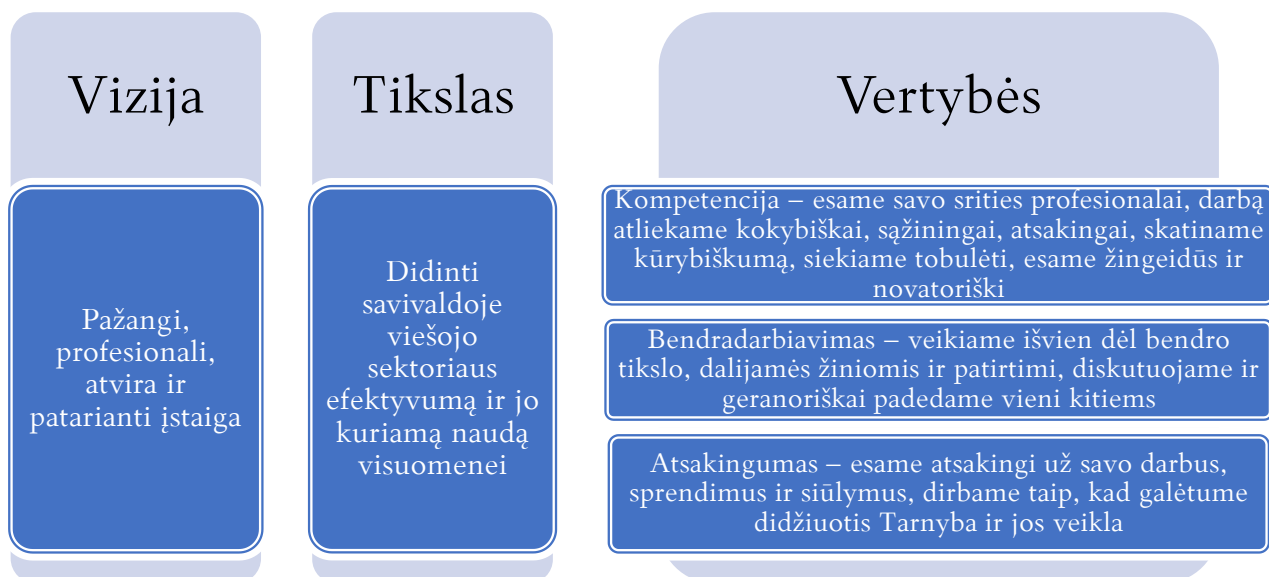 Vizija
Pažangi,
profesionali,
atvira ir
patarianti įstaiga
Tikslas
Didinti
savivaldoje
viešojo
sektoriaus
efektyvumą ir jo
kuriamą naudą
visuomenei
Vertybės
Kompetencija – esame savo srities profesionalai, darbą
atliekame kokybiškai, sąžiningai, atsakingai, skatiname
kūrybiškumą, siekiame tobulėti, esame žingeidūs ir
novatoriški
Bendradarbiavimas – veikiame išvien dėl bendro
tikslo, dalijamės žiniomis ir patirtimi, diskutuojame ir
geranoriškai padedame vieni kitiems
Atsakingumas – esame atsakingi už savo darbus,
sprendimus ir siūlymus, dirbame taip, kad galėtume
didžiuotis Tarnyba ir jos veikla